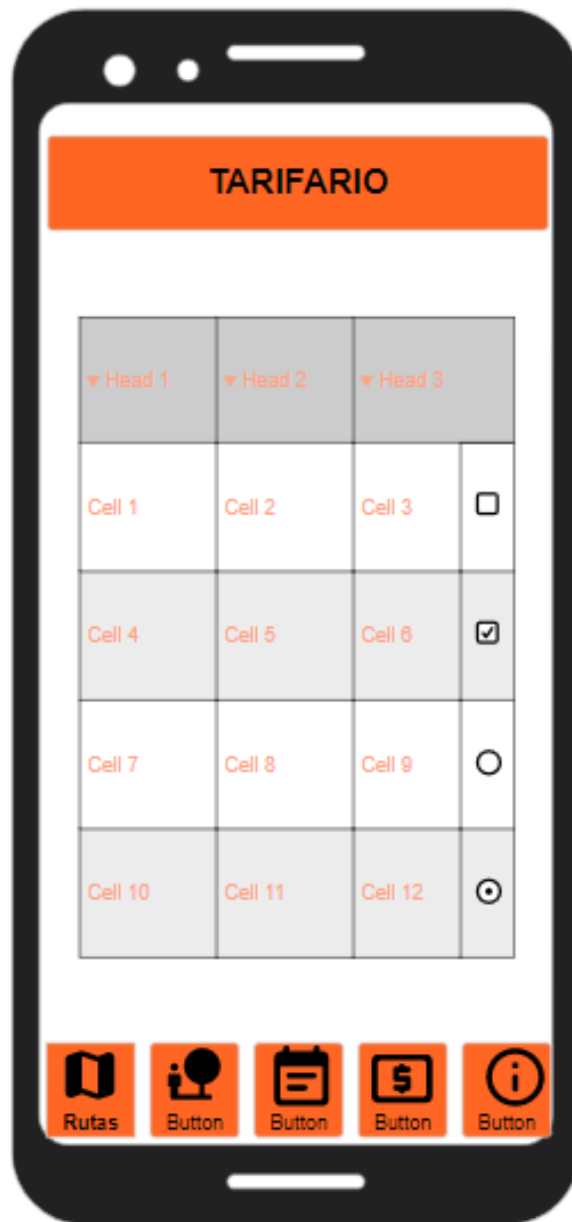 TARIFARIO
Head 1 Head 2 Head 3
Cell 1 Cell 2 Cell 3
Cell 4 Cell 5 Cell 6
Cell 7 Cell 8 Cell 9
Cell 10 Cell 11 Cell 12
$
Rutas Button Button Button Button